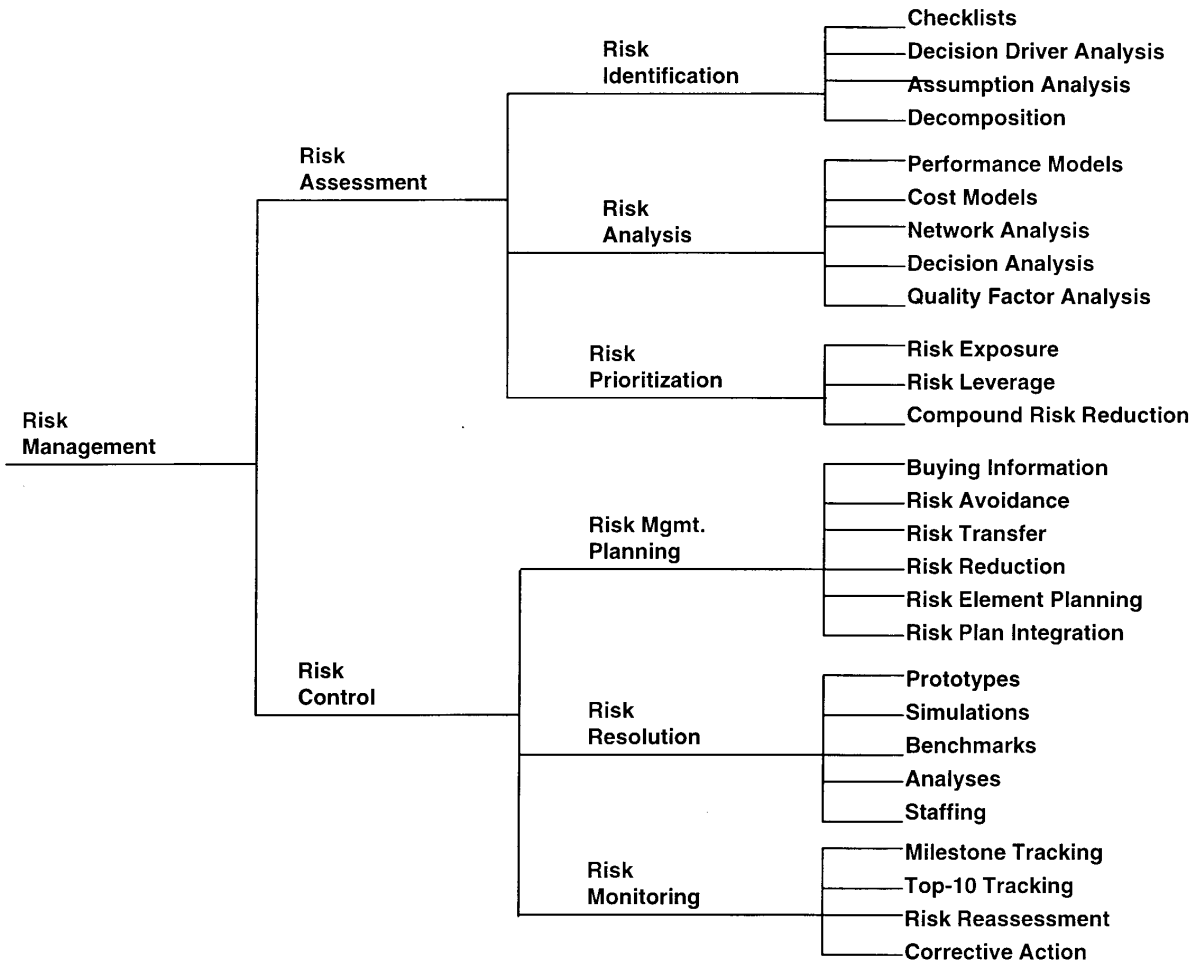 Risk
Management
Risk
Assessment
Risk
Identification
Checklists
Decision Driver Analysis
Assumption Analysis
Decomposition
Risk
Analysis
Performance Models
Cost Models
Network Analysis
Decision Analysis
Quality Factor Analysis
Risk
Prioritization
Risk Exposure
Risk Leverage
Compound Risk Reduction
Risk
Control
Risk Mgmt.
Planning
Buying Information
Risk Avoidance
Risk Transfer
Risk Reduction
Risk Element Planning
Risk Plan Integration
Risk
Resolution
Prototypes
Simulations
Benchmarks
Analyses
Staffing
Risk
Monitoring
Milestone Tracking
Top-10 Tracking
Risk Reassessment
Corrective Action